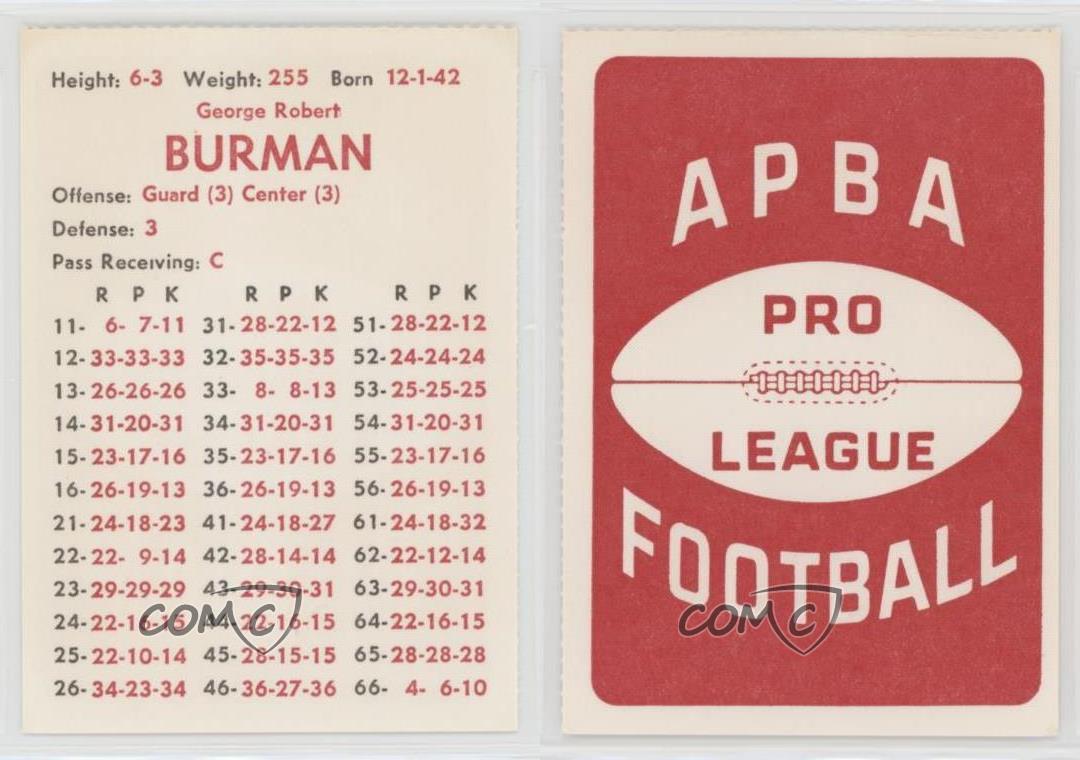 Height: 6-3 Weight: 255 Born 12-1-42
George Robert
BURMAN
Offense: Guard (3) Center (3)
Defense: 3
Pass Receiving: C
R P K R P K R P K
11- 6- 7-11 31-28-22-12 51-28-22-12
12-33-33-33 32-35-35-35 52-24-24-24
13-26-26-26 33- 8- 8-13 53-25-25-25
14-31-20-31 34-31-20-31 54-31-20-31
15-23-17-16 35-23-17-16 55-23-17-16
16-26-19-13 36-26-19-13 56-26-19-13
21-24-18-23 41-24-18-27 61-24-18-32
22-22- 9-14 42-28-14-14 62-22-12-14
23-29-29-29 43-29-30-31 63-29-30-31
24-22-16-15 44-22-16-15 64-22-16-15
25-22-10-14 45-28-15-15 65-28-28-28
26-34-23-34 46-36-27-36 66- 4- 6-10
COMC
APBA
PRO
LEAGUE
FOOTBALL
COMC